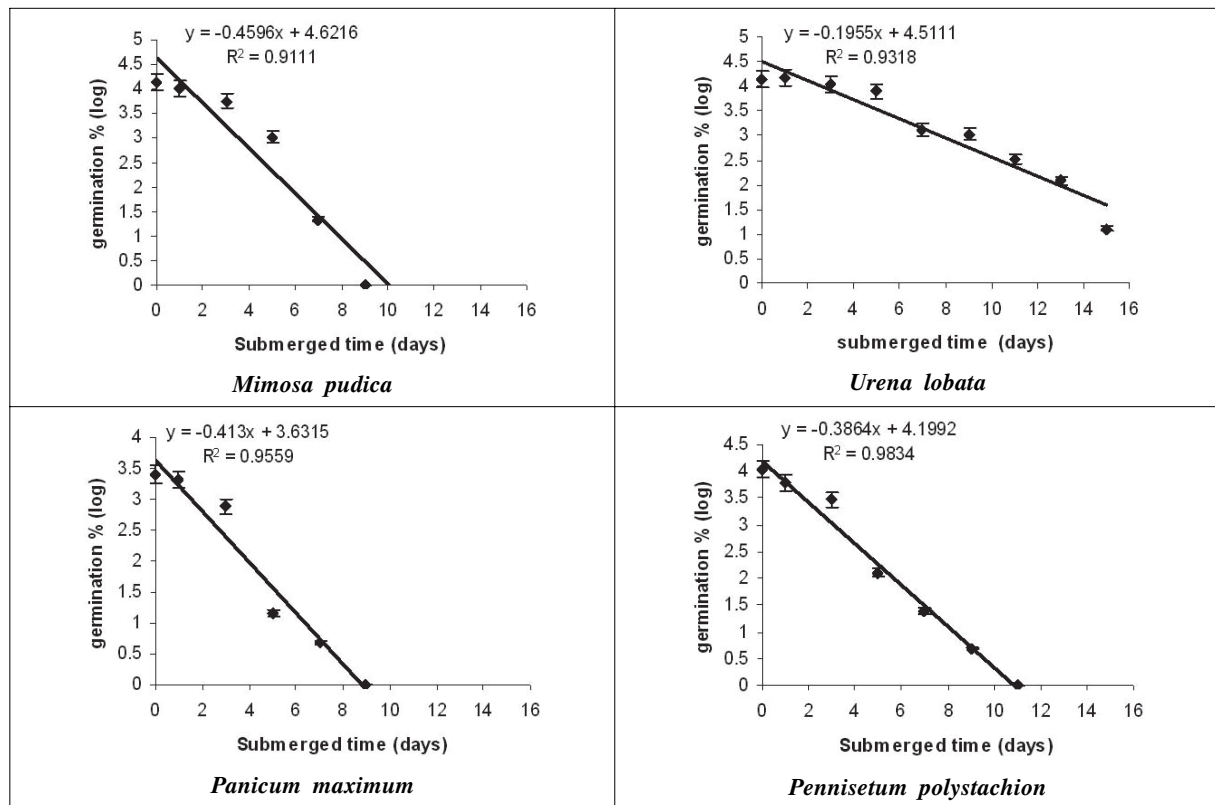 y = -0.4596x + 4.6216
R² = 0.9111
germination % (log)
5
4.5
4
3.5
3
2.5
2
1.5
1
0.5
0
0 2 4 6 8 10 12 14 16
Submerged time (days)
Mimosa pudica
y = -0.1955x + 4.5111
R² = 0.9318
germination % (log)
5
4.5
4
3.5
3
2.5
2
1.5
1
0.5
0
0 2 4 6 8 10 12 14 16
submerged time (days)
Urena lobata
y = -0.413x + 3.6315
R² = 0.9559
germination % (log)
4
3.5
3
2.5
2
1.5
1
0.5
0
0 2 4 6 8 10 12 14 16
Submerged time (days)
Panicum maximum
y = -0.3864x + 4.1992
R² = 0.9834
germination % (log)
4.5
4
3.5
3
2.5
2
1.5
1
0.5
0
0 2 4 6 8 10 12 14 16
Submerged time (days)
Pennisetum polystachion